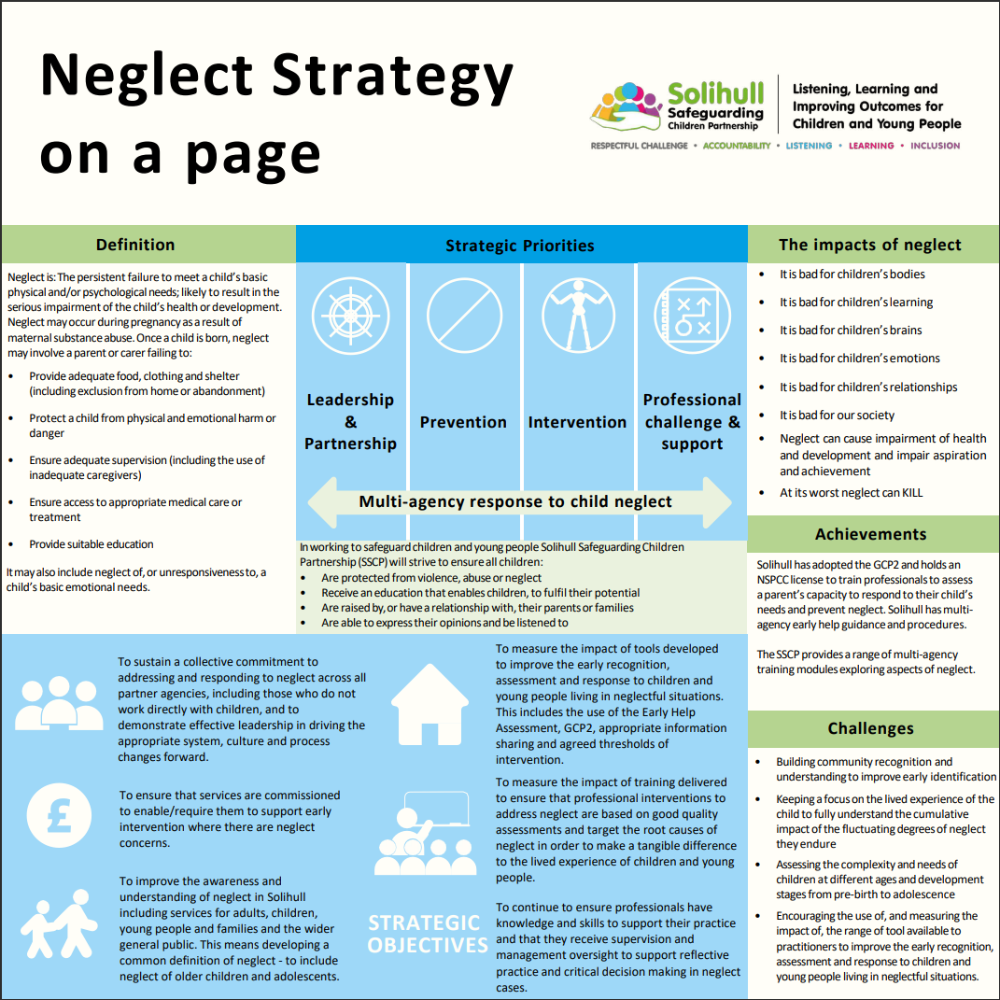 Neglect Strategy
on a page
Solihull
Safeguarding
Children Partnership
Listening, Learning and
Improving Outcomes for
Children and Young People
RESPECTFUL CHALLENGE • ACCOUNTABILITY • LISTENING • LEARNING • INCLUSION
Definition
Neglect is: The persistent failure to meet a child's basic
physical and/or psychological needs; likely to result in the
serious impairment of the child's health or development.
Neglect may occur during pregnancy as a result of
maternal substance abuse. Once a child is born, neglect
may involve a parent or carer failing to:
• Provide adequate food, clothing and shelter
(including exclusion from home or abandonment)
• Protect a child from physical and emotional harm or
danger
• Ensure adequate supervision (including the use of
inadequate caregivers)
• Ensure access to appropriate medical care or
treatment
• Provide suitable education
It may also include neglect of, or unresponsiveness to, a
child's basic emotional needs.
Strategic Priorities
Leadership
&
Partnership
Prevention
Intervention
Professional
challenge &
support
Multi-agency response to child neglect
In working to safeguard children and young people Solihull Safeguarding Children
Partnership (SSCP) will strive to ensure all children:
• Are protected from violence, abuse or neglect
• Receive an education that enables children, to fulfil their potential
• Are raised by, or have a relationship with, their parents or families
• Are able to express their opinions and be listened to
The impacts of neglect
• It is bad for children's bodies
• It is bad for children's learning
• It is bad for children's brains
• It is bad for children's emotions
• It is bad for children's relationships
• It is bad for our society
• Neglect can cause impairment of health
and development and impair aspiration
and achievement
• At its worst neglect can KILL
Achievements
Solihull has adopted the GCP2 and holds an
NSPCC license to train professionals to assess
a parent's capacity to respond to their child's
needs and prevent neglect. Solihull has multi-
agency early help guidance and procedures.
The SSCP provides a range of multi-agency
training modules exploring aspects of neglect.
Challenges
• Building community recognition and
understanding to improve early identification
• Keeping a focus on the lived experience of the
child to fully understand the cumulative
impact of the fluctuating degrees of neglect
they endure
• Assessing the complexity and needs of
children at different ages and development
stages from pre-birth to adolescence
• Encouraging the use of, and measuring the
impact of, the range of tool available to
practitioners to improve the early recognition,
assessment and response to children and
young people living in neglectful situations.
To sustain a collective commitment to
addressing and responding to neglect across all
partner agencies, including those who do not
work directly with children, and to
demonstrate effective leadership in driving the
appropriate system, culture and process
changes forward.
£
To ensure that services are commissioned
to enable/require them to support early
intervention where there are neglect
concerns.
To improve the awareness and
understanding of neglect in Solihull
including services for adults, children,
young people and families and the wider
general public. This means developing a
common definition of neglect - to include
neglect of older children and adolescents.
To measure the impact of tools developed
to improve the early recognition,
assessment and response to children and
young people living in neglectful situations.
This includes the use of the Early Help
Assessment, GCP2, appropriate information
sharing and agreed thresholds of
intervention.
To measure the impact of training delivered
to ensure that professional interventions to
address neglect are based on good quality
assessments and target the root causes of
neglect in order to make a tangible difference
to the lived experience of children and young
people.
STRATEGIC
OBJECTIVES
To continue to ensure professionals have
knowledge and skills to support their practice
and that they receive supervision and
management oversight to support reflective
practice and critical decision making in neglect
cases.